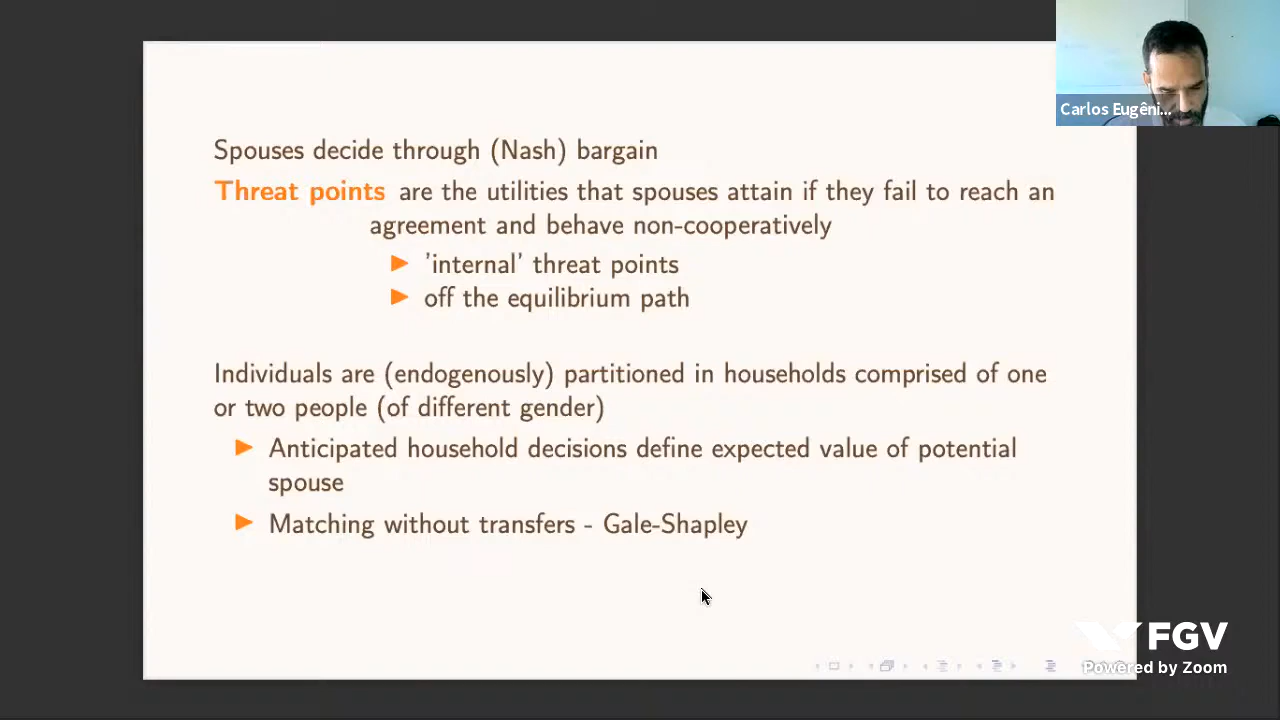 Spouses decide through (Nash) bargain
Threat points are the utilities that spouses attain if they fail to reach an
agreement and behave non-cooperatively
'internal' threat points
off the equilibrium path
Individuals are (endogenously) partitioned in households comprised of one
or two people (of different gender)
Anticipated household decisions define expected value of potential
spouse
Matching without transfers - Gale-Shapley
Carlos Eugêni...
FGV
Powered by Zoom